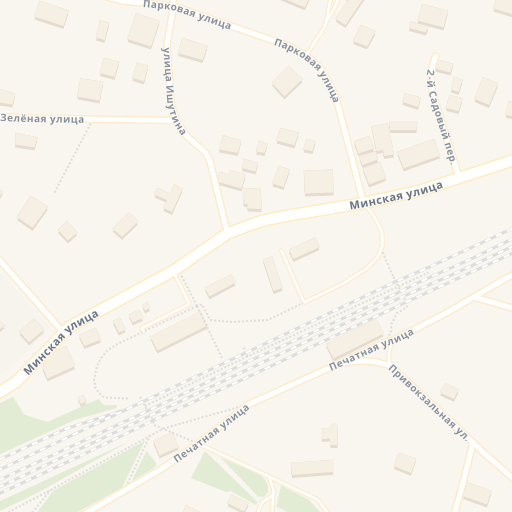 Парковая улица
Парковая улица
улица Ишутина
2-й Садовый пер.
Зелёная улица
Минская улица
Минская улица
Печатная улица
Привокзальная ул.
Печатная улица